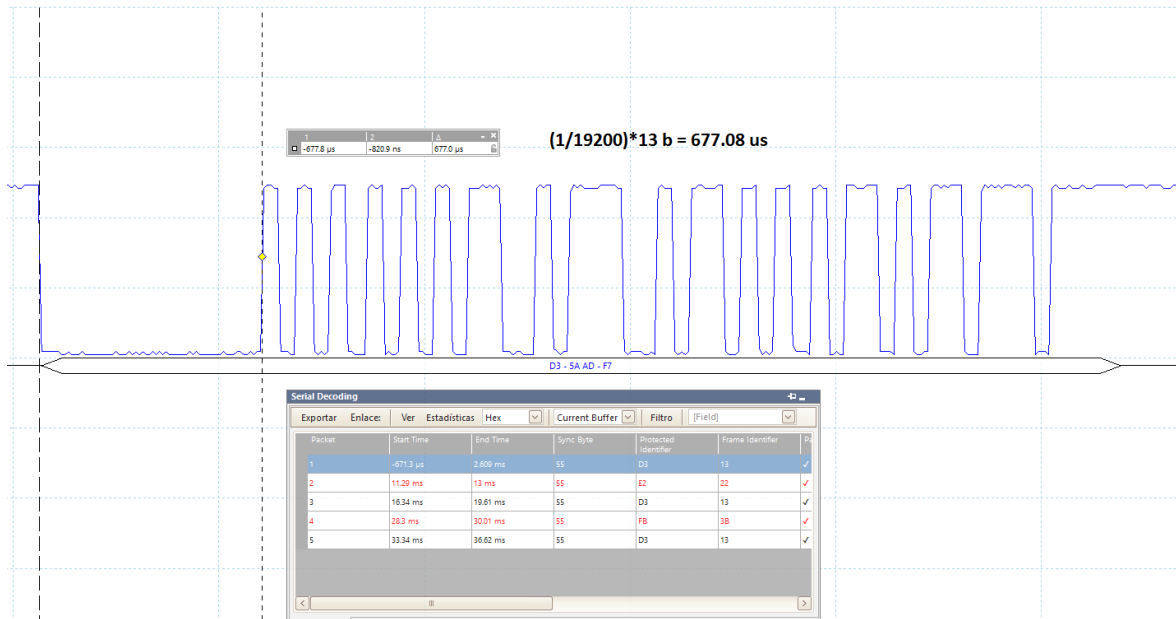 1 2 Δ
-677.8 µs -820.9 ns 677.0 µs
(1/19200)*13 b = 677.08 us
D3 - 5A AD - F7
Serial Decoding
Exportar Enlace: Ver Estadísticas Hex Current Buffer Filtro [Field]
Packet Start Time End Time Sync Byte Protected Identifier Frame Identifier Pa
1 -671.3 µs 2.609 ms 55 D3 13 ✓
2 11.29 ms 13 ms 55 E2 22 ✓
3 16.34 ms 19.61 ms 55 D3 13 ✓
4 28.3 ms 30.01 ms 55 FB 3B ✓
5 33.34 ms 36.62 ms 55 D3 13 ✓